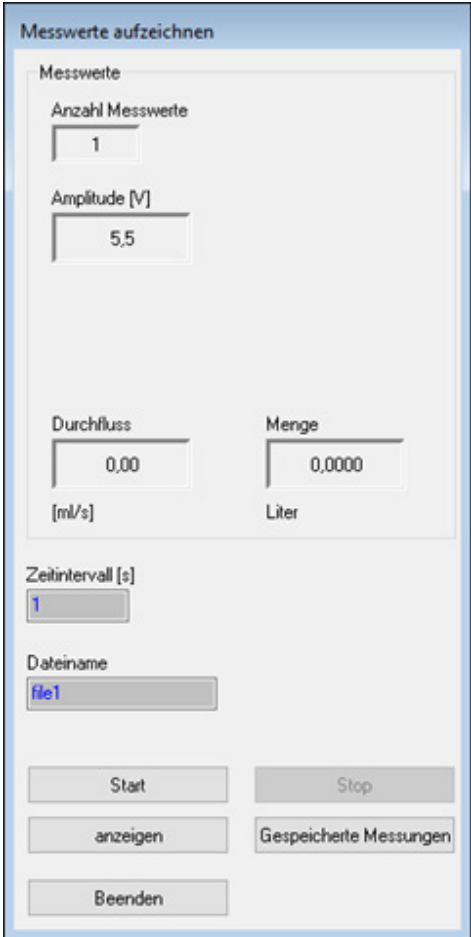 Messwerte aufzeichnen
Messwerte
Anzahl Messwerte
1
Amplitude [V]
5,5
Durchfluss Menge
0,00 0,0000
[ml/s] Liter
Zeitintervall [s]
1
Dateiname
file1
Start Stop
anzeigen Gespeicherte Messungen
Beenden